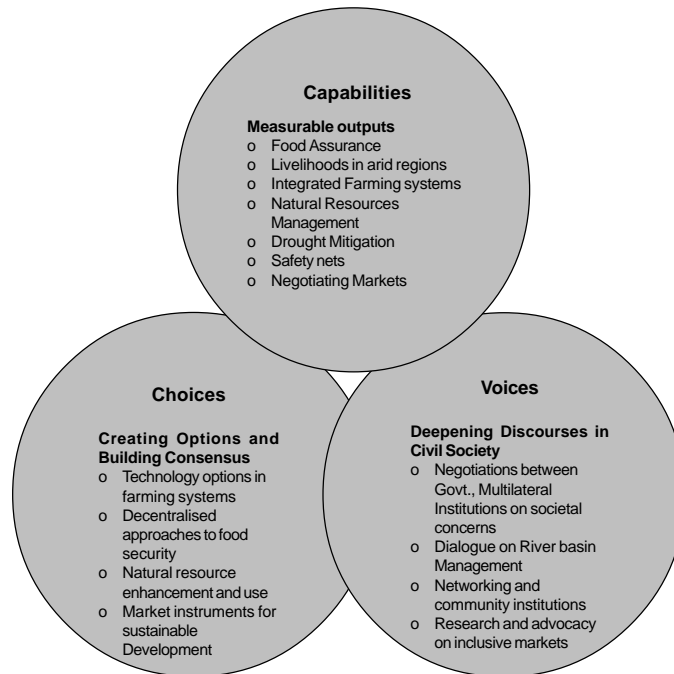 Capabilities
Measurable outputs
o Food Assurance
o Livelihoods in arid regions
o Integrated Farming systems
o Natural Resources
Management
o Drought Mitigation
o Safety nets
o Negotiating Markets
Choices
Creating Options and
Building Consensus
o Technology options in
farming systems
o Decentralised
approaches to food
security
o Natural resource
enhancement and use
o Market instruments for
sustainable
Development
Voices
Deepening Discourses in
Civil Society
o Negotiations between
Govt., Multilateral
Institutions on societal
concerns
o Dialogue on River basin
Management
o Networking and
community institutions
o Research and advocacy
on inclusive markets